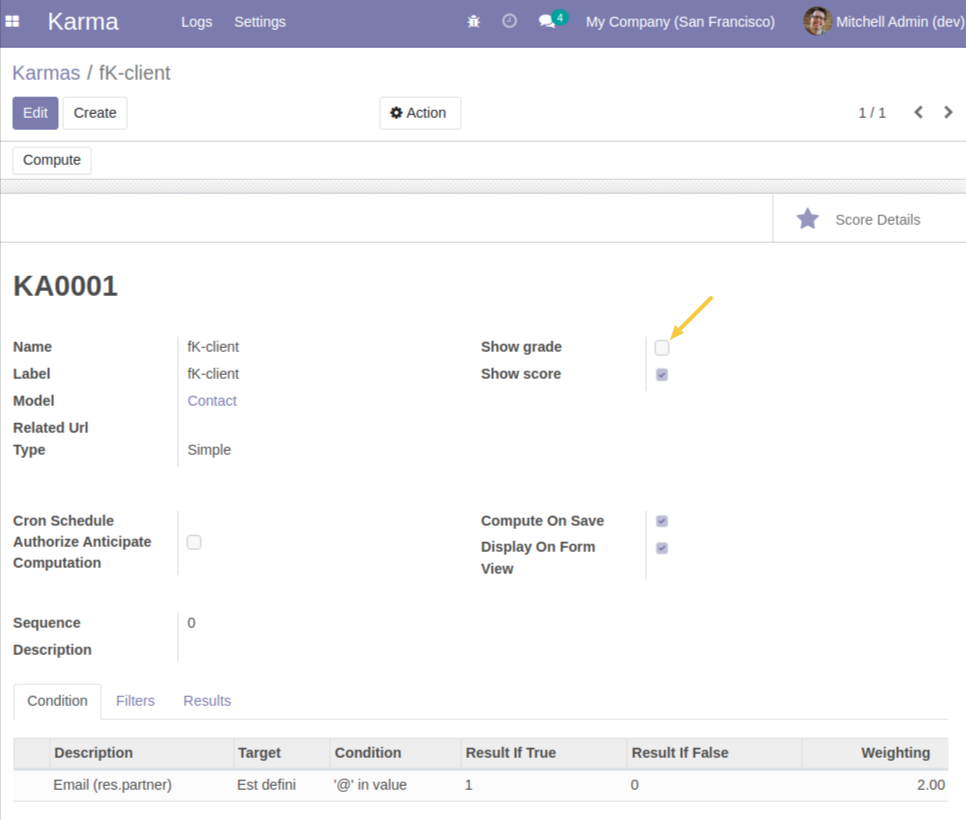 Karma Logs Settings 4 My Company (San Francisco) Mitchell Admin (dev)
Karmas / fK-client
Edit Create Action 1 / 1
Compute
Score Details
KA0001
Name fK-client Show grade
Label fK-client Show score
Model Contact
Related Url
Type Simple
Cron Schedule Compute On Save
Authorize Anticipate Display On Form
Computation View
Sequence 0
Description
Condition Filters Results
Description Target Condition Result If True Result If False Weighting
Email (res.partner) Est defini '@' in value 1 0 2.00